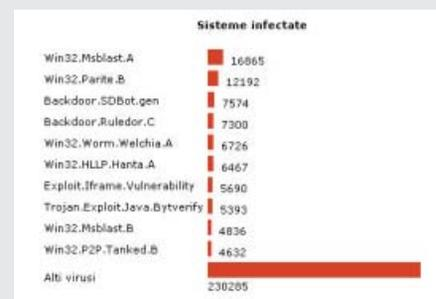 Sisteme infectate
Win32.Msblast.A 16865
Win32.Parite.B 12192
Backdoor.SDBot.gen 7574
Backdoor.Ruledor.C 7300
Win32.Worm.Welchia.A 6726
Win32.HLLP.Hanta.A 6467
Exploit.Iframe.Vulnerability 5690
Trojan.Exploit.Java.Bytverify 5393
Win32.Msblast.B 4836
Win32.P2P.Tanked.B 4632
Alti virusi
230285